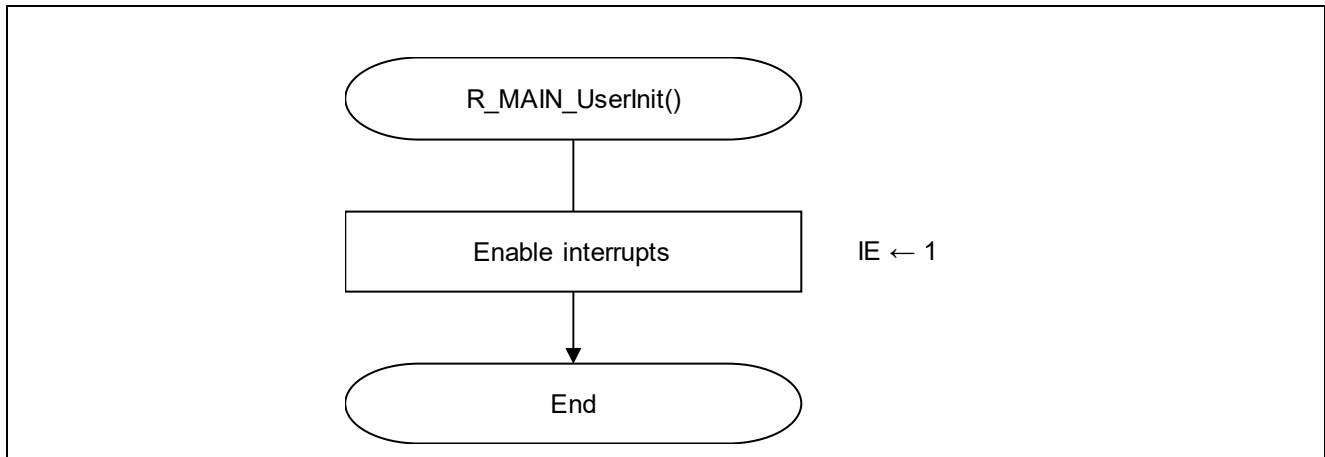 R_MAIN_UserInit()
Enable interrupts
IE ← 1
End